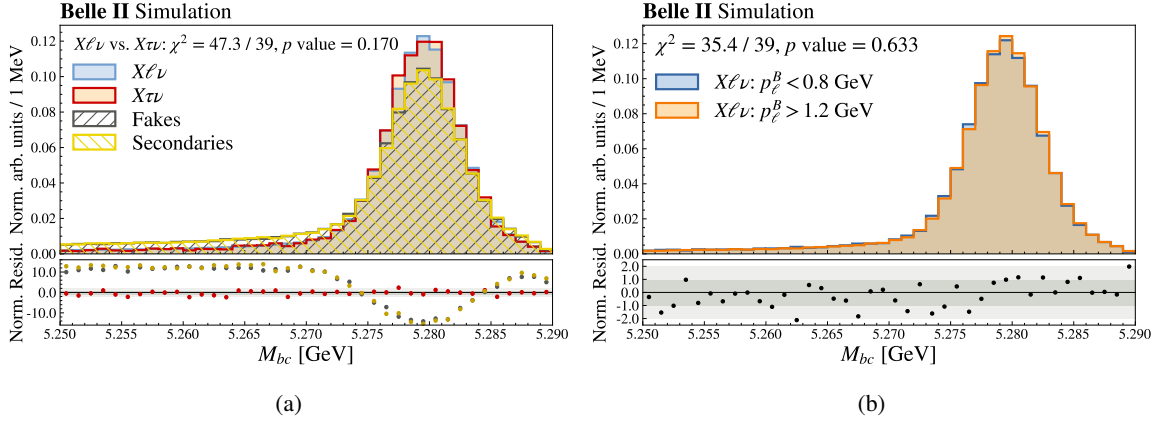 Belle II Simulation
Xℓν vs. Xτν: χ² = 47.3 / 39, p value = 0.170
Xℓν
Xτν
Fakes
Secondaries
Norm. arb. units / 1 MeV
0.12
0.10
0.08
0.06
0.04
0.02
0.00
Norm. Resid.
10.0
0.0
-10.0
5.250 5.255 5.260 5.265 5.270 5.275 5.280 5.285 5.290
M_bc [GeV]
(a)
Belle II Simulation
χ² = 35.4 / 39, p value = 0.633
Xℓν: p_ℓ^B < 0.8 GeV
Xℓν: p_ℓ^B > 1.2 GeV
Norm. arb. units / 1 MeV
0.12
0.10
0.08
0.06
0.04
0.02
0.00
Norm. Resid.
2.0
1.0
0.0
-1.0
-2.0
5.250 5.255 5.260 5.265 5.270 5.275 5.280 5.285 5.290
M_bc [GeV]
(b)